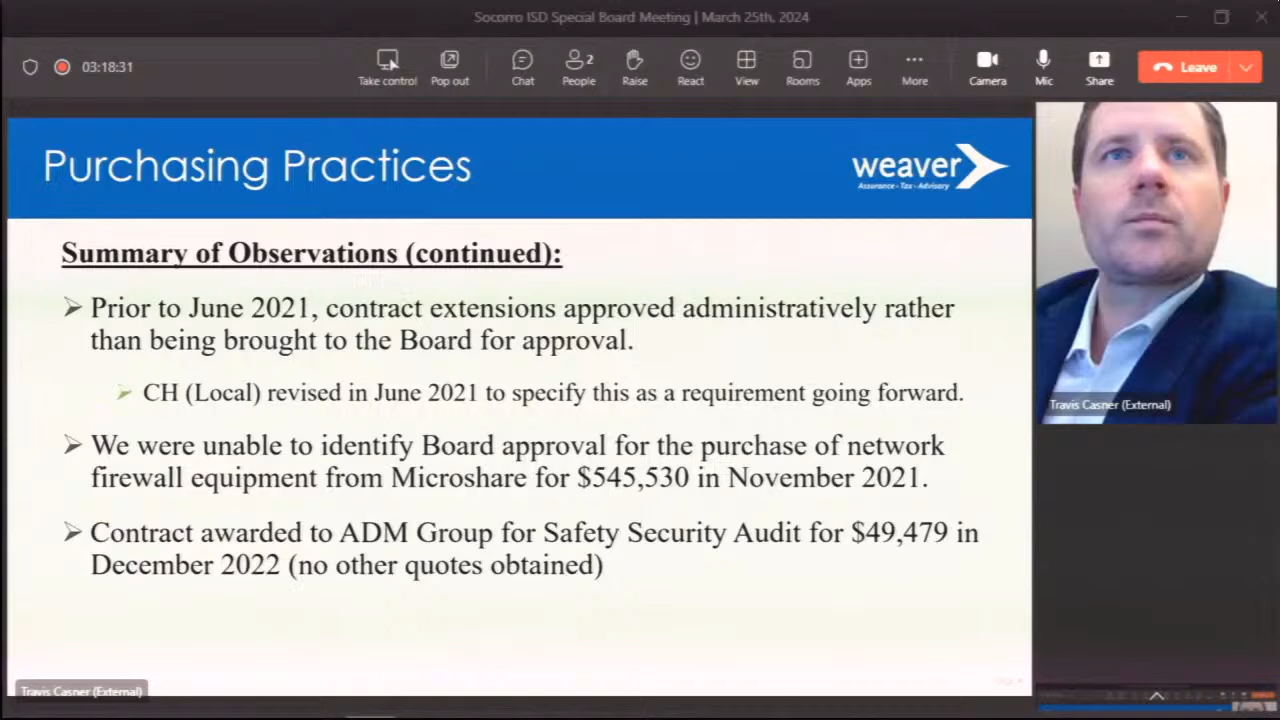 Socorro ISD Special Board Meeting | March 25th, 2024
03:18:31
Take control
Pop out
Chat
People
2
Raise
React
View
Rooms
Apps
More
Camera
Mic
Share
Leave
Purchasing Practices
weaver
Assurance • Tax • Advisory
Summary of Observations (continued):
Prior to June 2021, contract extensions approved administratively rather
than being brought to the Board for approval.
CH (Local) revised in June 2021 to specify this as a requirement going forward.
We were unable to identify Board approval for the purchase of network
firewall equipment from Microshare for $545,530 in November 2021.
Contract awarded to ADM Group for Safety Security Audit for $49,479 in
December 2022 (no other quotes obtained)
Travis Casner (External)
Travis Casner (External)